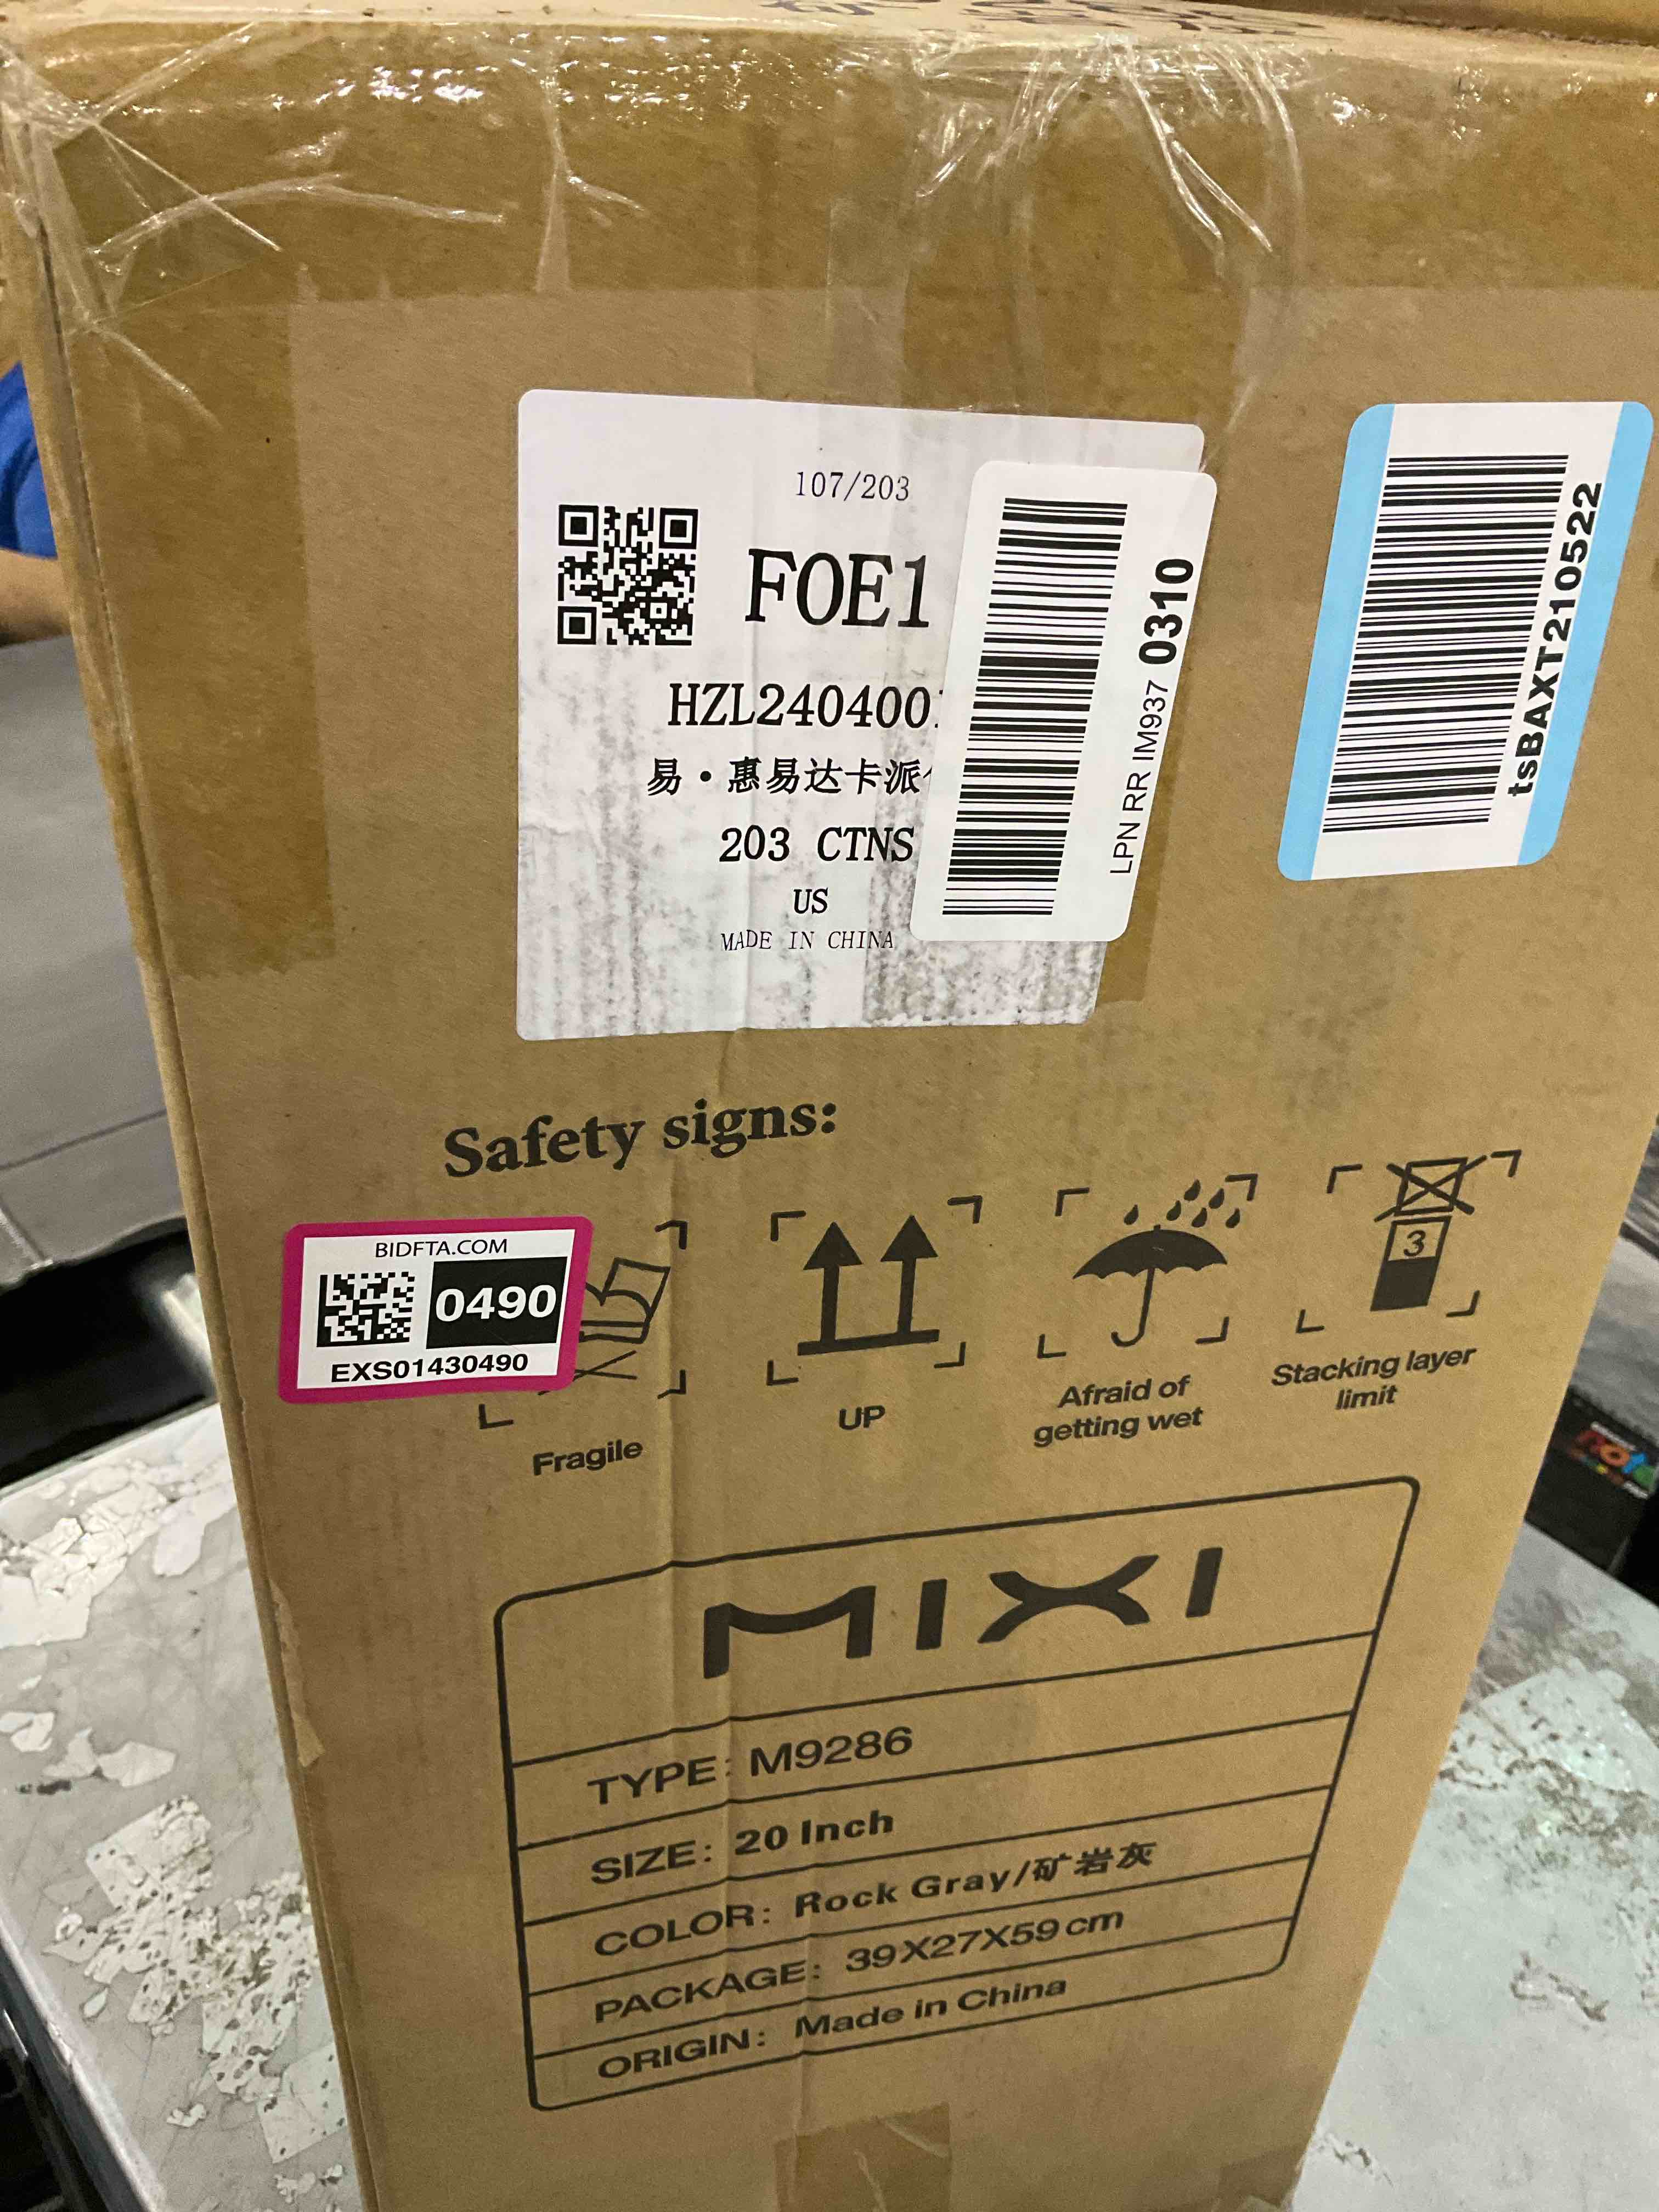 107/203
FOE1
HZL2404001
易•惠易达卡派
203 CTNS
US
MADE IN CHINA
LPN RR IM937 0310
tsBAXT210522
Safety signs:
BIDFTA.COM
0490
EXS01430490
3
Fragile
UP
Afraid of
getting wet
Stacking layer
limit
MIXI
TYPE: M9286
SIZE: 20 Inch
COLOR: Rock Gray/矿岩灰
PACKAGE: 39X27X59cm
ORIGIN: Made in China